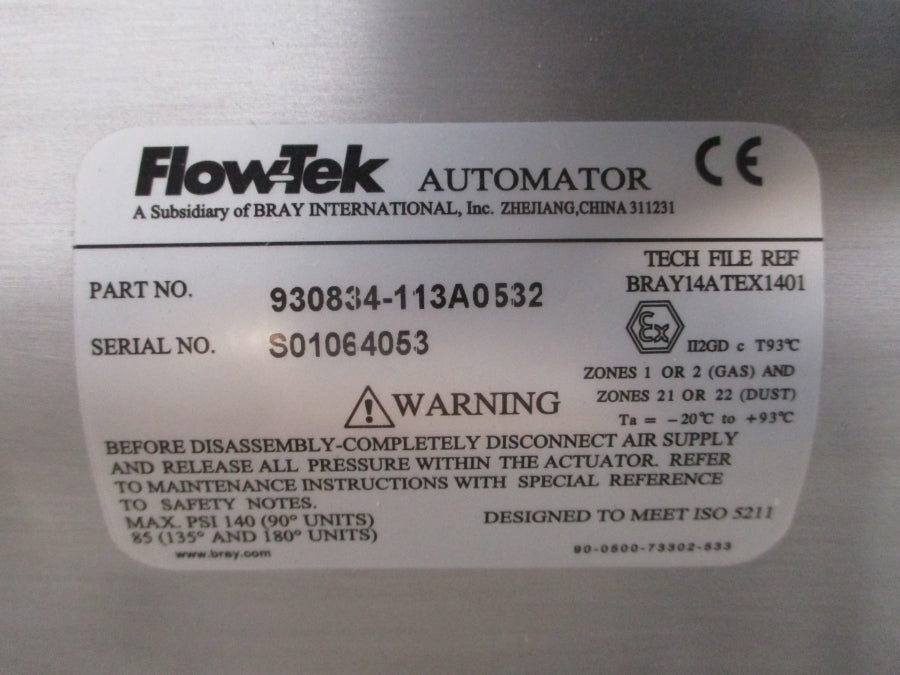 Flow-Tek AUTOMATOR CE
A Subsidiary of BRAY INTERNATIONAL, Inc. ZHEJIANG,CHINA 311231
TECH FILE REF
BRAY14ATEX1401
PART NO. 930834-113A0532
SERIAL NO. S01064053
Ex II2GD c T93℃
ZONES 1 OR 2 (GAS) AND
ZONES 21 OR 22 (DUST)
Ta = -20℃ to +93℃
WARNING
BEFORE DISASSEMBLY-COMPLETELY DISCONNECT AIR SUPPLY
AND RELEASE ALL PRESSURE WITHIN THE ACTUATOR. REFER
TO MAINTENANCE INSTRUCTIONS WITH SPECIAL REFERENCE
TO SAFETY NOTES.
MAX. PSI 140 (90° UNITS)
85 (135° AND 180° UNITS)
DESIGNED TO MEET ISO 5211
www.bray.com
90-0500-73302-533